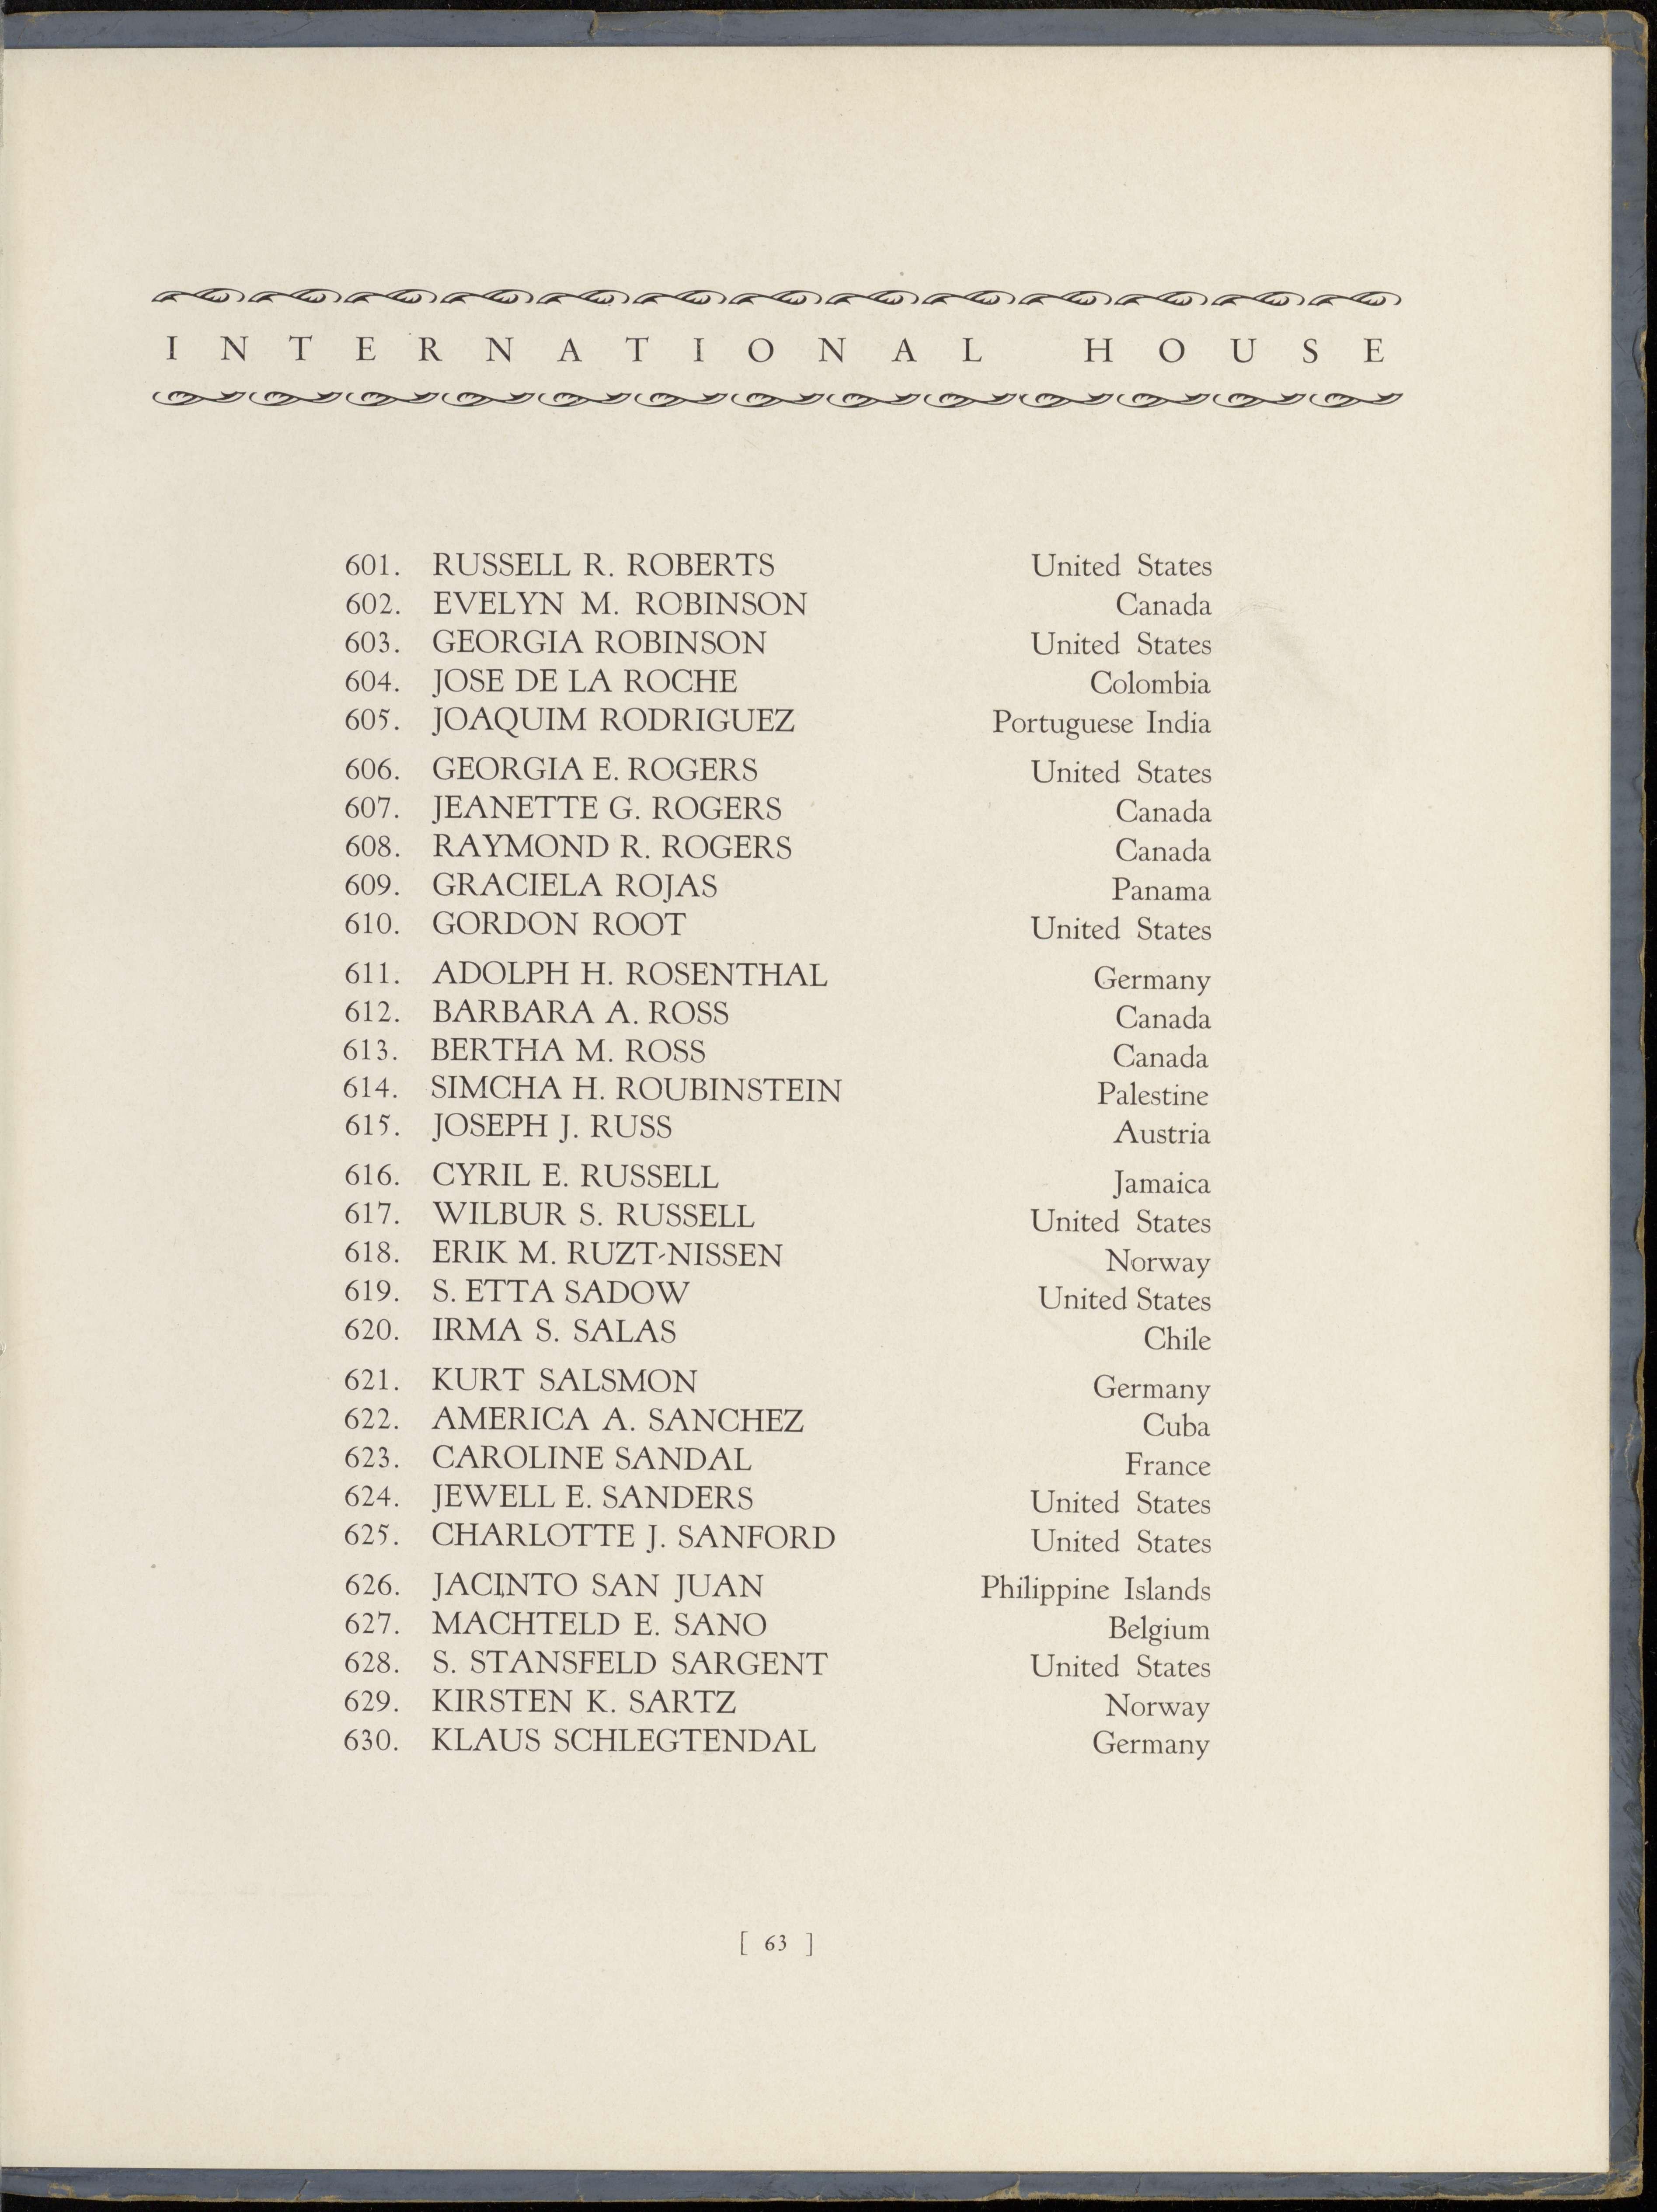 INTERNATIONAL HOUSE
601. RUSSELL R. ROBERTS United States
602. EVELYN M. ROBINSON Canada
603. GEORGIA ROBINSON United States
604. JOSE DE LA ROCHE Colombia
605. JOAQUIM RODRIGUEZ Portuguese India
606. GEORGIA E. ROGERS United States
607. JEANETTE G. ROGERS Canada
608. RAYMOND R. ROGERS Canada
609. GRACIELA ROJAS Panama
610. GORDON ROOT United States
611. ADOLPH H. ROSENTHAL Germany
612. BARBARA A. ROSS Canada
613. BERTHA M. ROSS Canada
614. SIMCHA H. ROUBINSTEIN Palestine
615. JOSEPH J. RUSS Austria
616. CYRIL E. RUSSELL Jamaica
617. WILBUR S. RUSSELL United States
618. ERIK M. RUZT-NISSEN Norway
619. S. ETTA SADOW United States
620. IRMA S. SALAS Chile
621. KURT SALSMON Germany
622. AMERICA A. SANCHEZ Cuba
623. CAROLINE SANDAL France
624. JEWELL E. SANDERS United States
625. CHARLOTTE J. SANFORD United States
626. JACINTO SAN JUAN Philippine Islands
627. MACHTELD E. SANO Belgium
628. S. STANSFELD SARGENT United States
629. KIRSTEN K. SARTZ Norway
630. KLAUS SCHLEGTENDAL Germany
[ 63 ]